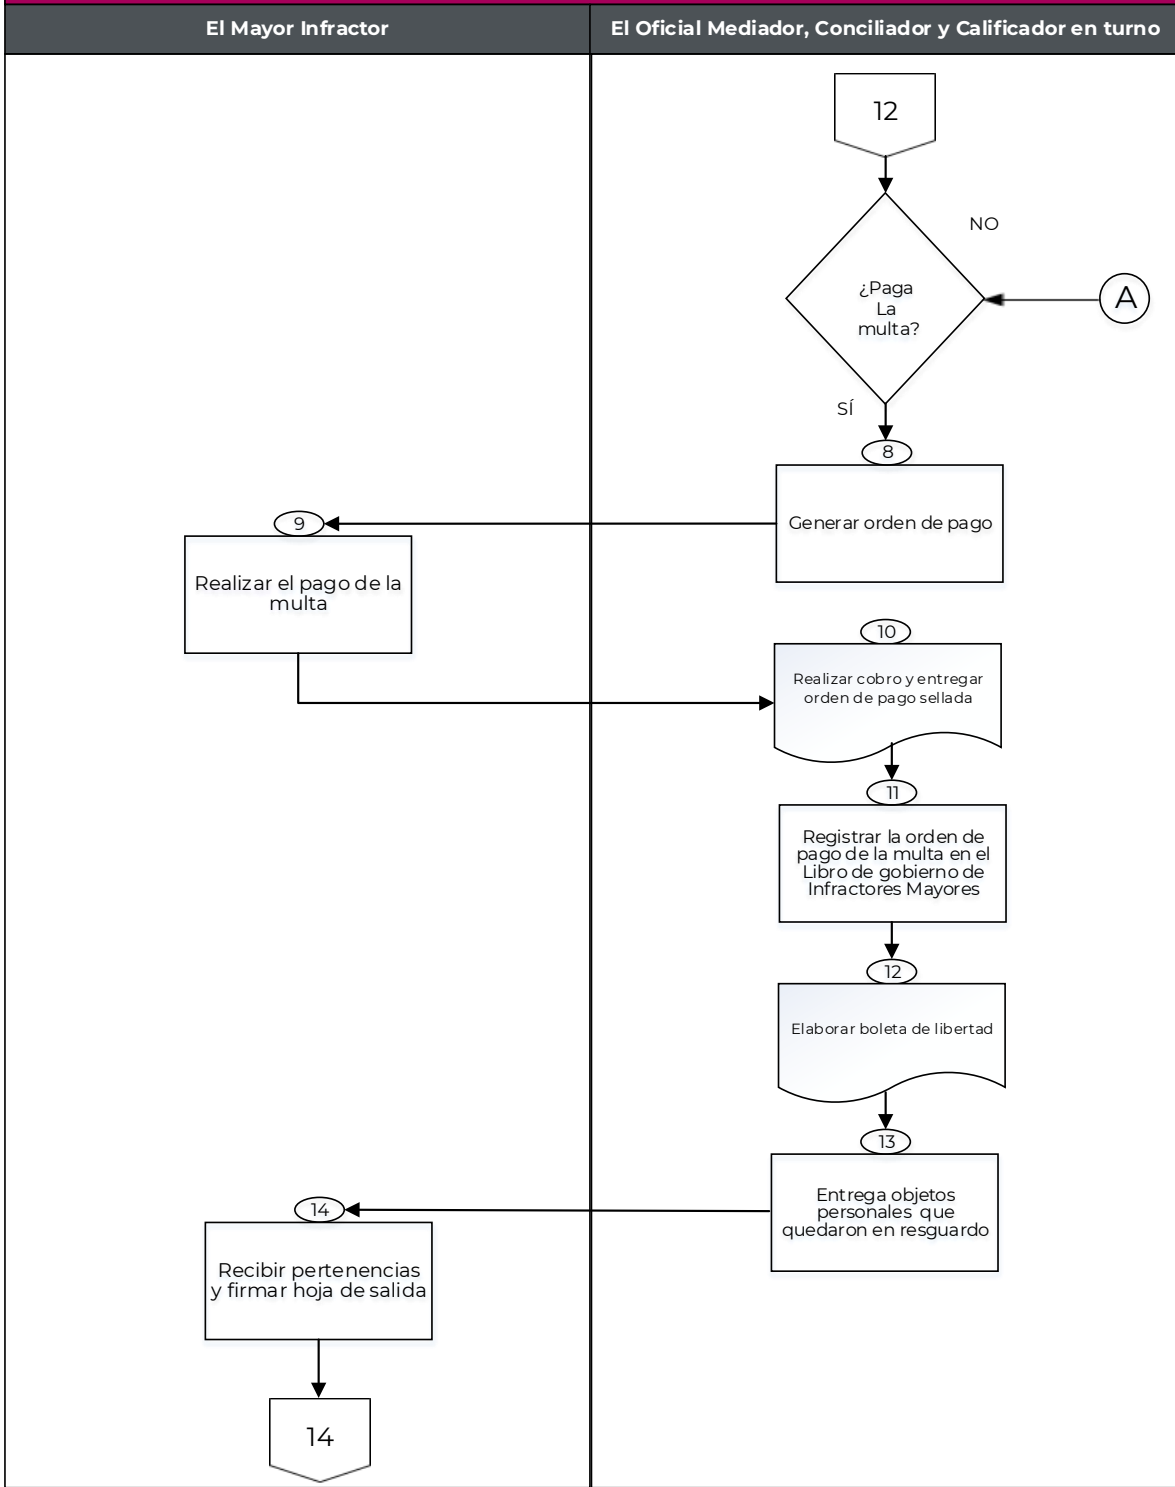 El Mayor Infractor
El Oficial Mediador, Conciliador y Calificador en turno
12
NO
¿Paga
La
multa?
A
SÍ
8
Generar orden de pago
9
Realizar el pago de la
multa
10
Realizar cobro y entregar
orden de pago sellada
11
Registrar la orden de
pago de la multa en el
Libro de gobierno de
Infractores Mayores
12
Elaborar boleta de libertad
13
Entrega objetos
personales que
quedaron en resguardo
14
Recibir pertenencias
y firmar hoja de salida
14